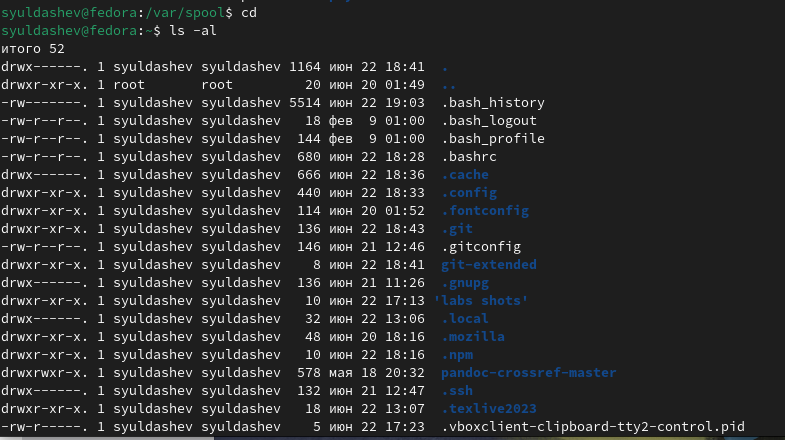 syuldashev@fedora:/var/spool$ cd
syuldashev@fedora:~$ ls -al
итого 52
drwx------. 1 syuldashev syuldashev 1164 июн 22 18:41  .
drwxr-xr-x. 1 root       root         20 июн 20 01:49  ..
-rw-------. 1 syuldashev syuldashev 5514 июн 22 19:03  .bash_history
-rw-r--r--. 1 syuldashev syuldashev   18 фев  9 01:00  .bash_logout
-rw-r--r--. 1 syuldashev syuldashev  144 фев  9 01:00  .bash_profile
-rw-r--r--. 1 syuldashev syuldashev  680 июн 22 18:28  .bashrc
drwx------. 1 syuldashev syuldashev  666 июн 22 18:36  .cache
drwxr-xr-x. 1 syuldashev syuldashev  440 июн 22 18:33  .config
drwxr-xr-x. 1 syuldashev syuldashev  114 июн 20 01:52  .fontconfig
drwxr-xr-x. 1 syuldashev syuldashev  136 июн 22 18:43  .git
-rw-r--r--. 1 syuldashev syuldashev  146 июн 21 12:46  .gitconfig
drwxr-xr-x. 1 syuldashev syuldashev    8 июн 22 18:41  git-extended
drwx------. 1 syuldashev syuldashev  136 июн 21 11:26  .gnupg
drwxr-xr-x. 1 syuldashev syuldashev   10 июн 22 17:13 'labs shots'
drwx------. 1 syuldashev syuldashev   32 июн 22 13:06  .local
drwxr-xr-x. 1 syuldashev syuldashev   48 июн 20 18:16  .mozilla
drwxr-xr-x. 1 syuldashev syuldashev   10 июн 22 18:16  .npm
drwxrwxr-x. 1 syuldashev syuldashev  578 мая 18 20:32  pandoc-crossref-master
drwx------. 1 syuldashev syuldashev  132 июн 21 12:47  .ssh
drwxr-xr-x. 1 syuldashev syuldashev   18 июн 22 13:07  .texlive2023
-rw-r-----. 1 syuldashev syuldashev    5 июн 22 17:23  .vboxclient-clipboard-tty2-control.pid